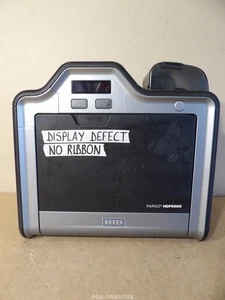 DISPLAY DEFECT
NO RIBBON
FARGO HDP5000
HID
POS-TRADERS